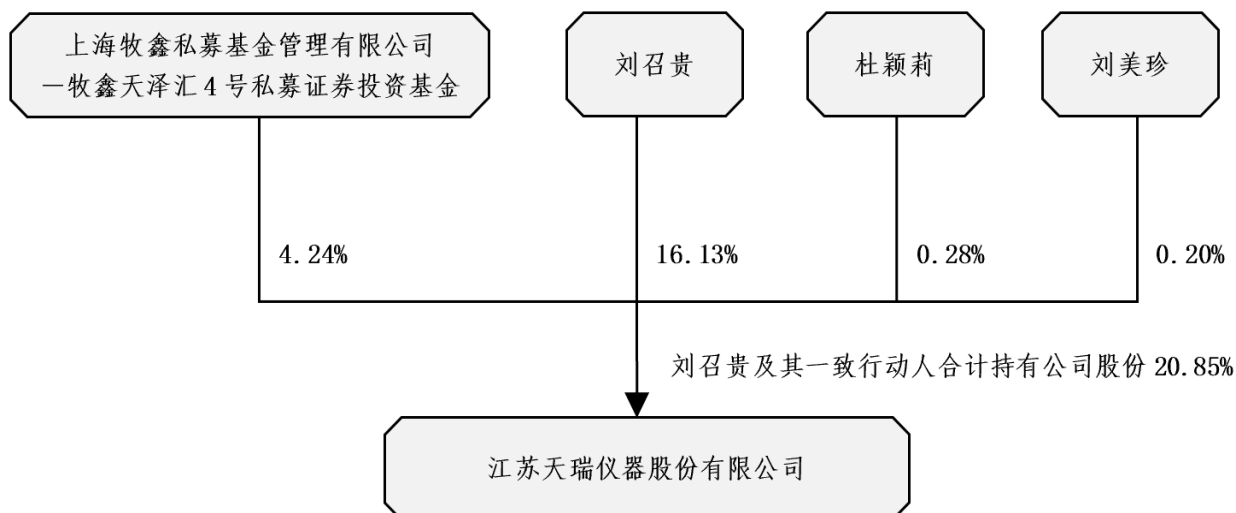 上海牧鑫私募基金管理有限公司
－牧鑫天泽汇4号私募证券投资基金
刘召贵
杜颖莉
刘美珍
4.24%
16.13%
0.28%
0.20%
刘召贵及其一致行动人合计持有公司股份20.85%
江苏天瑞仪器股份有限公司